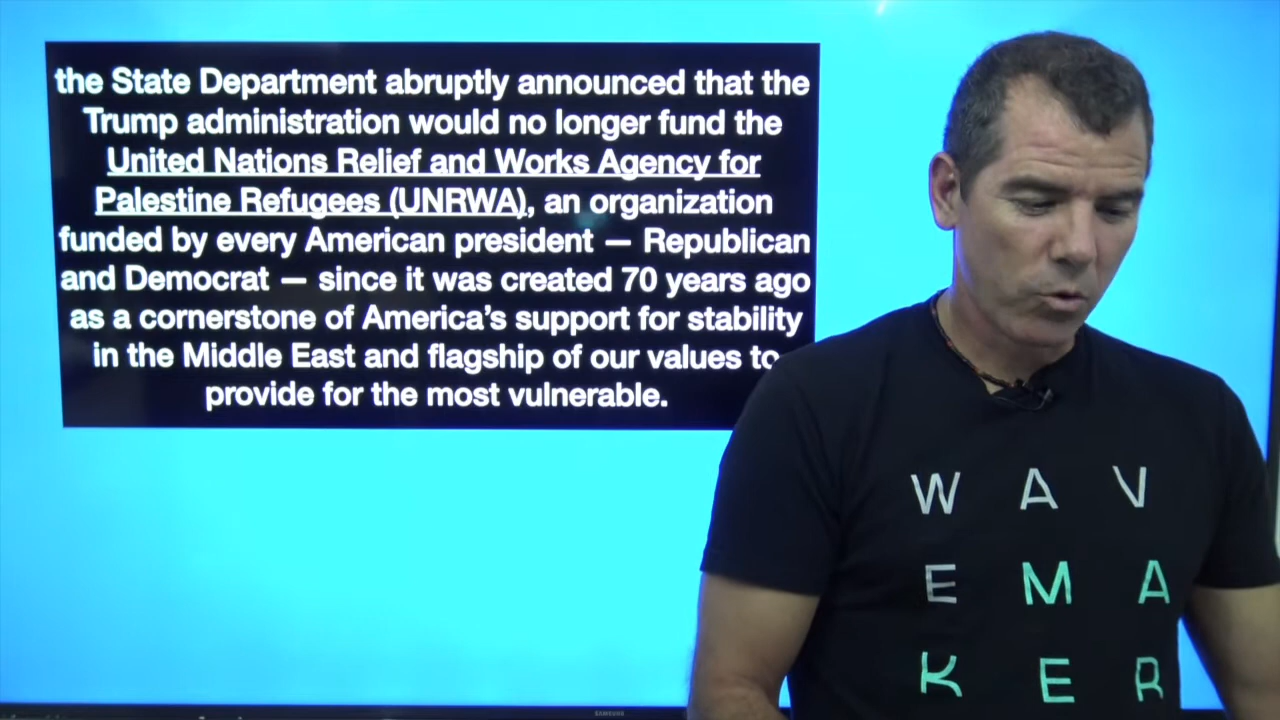 the State Department abruptly announced that the
Trump administration would no longer fund the
United Nations Relief and Works Agency for
Palestine Refugees (UNRWA), an organization
funded by every American president — Republican
and Democrat — since it was created 70 years ago
as a cornerstone of America’s support for stability
in the Middle East and flagship of our values to
provide for the most vulnerable.
W A V
E M A
K E R
SAMSUNG